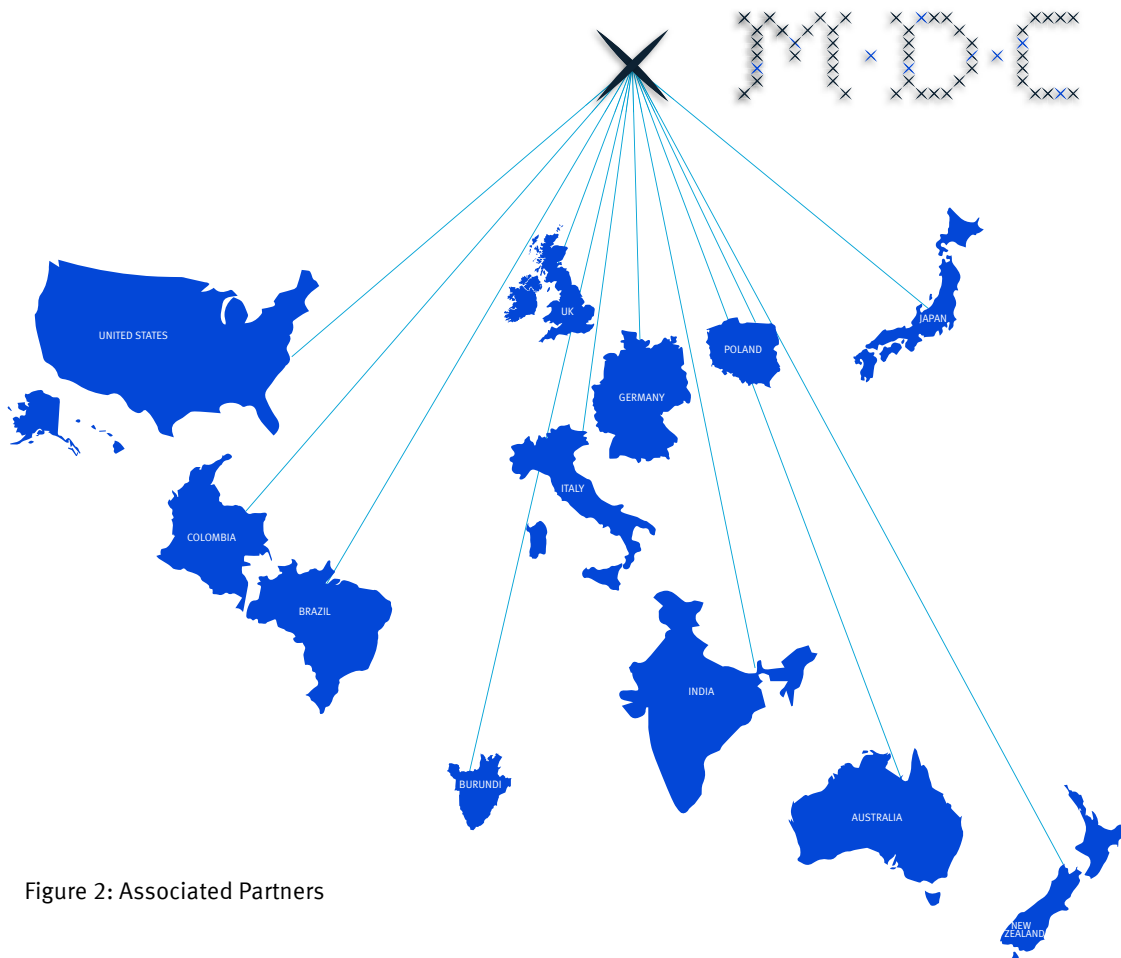 M·D·C
UNITED STATES
UK
JAPAN
POLAND
GERMANY
ITALY
COLOMBIA
BRAZIL
INDIA
BURUNDI
AUSTRALIA
NEW
ZEALAND
Figure 2: Associated Partners